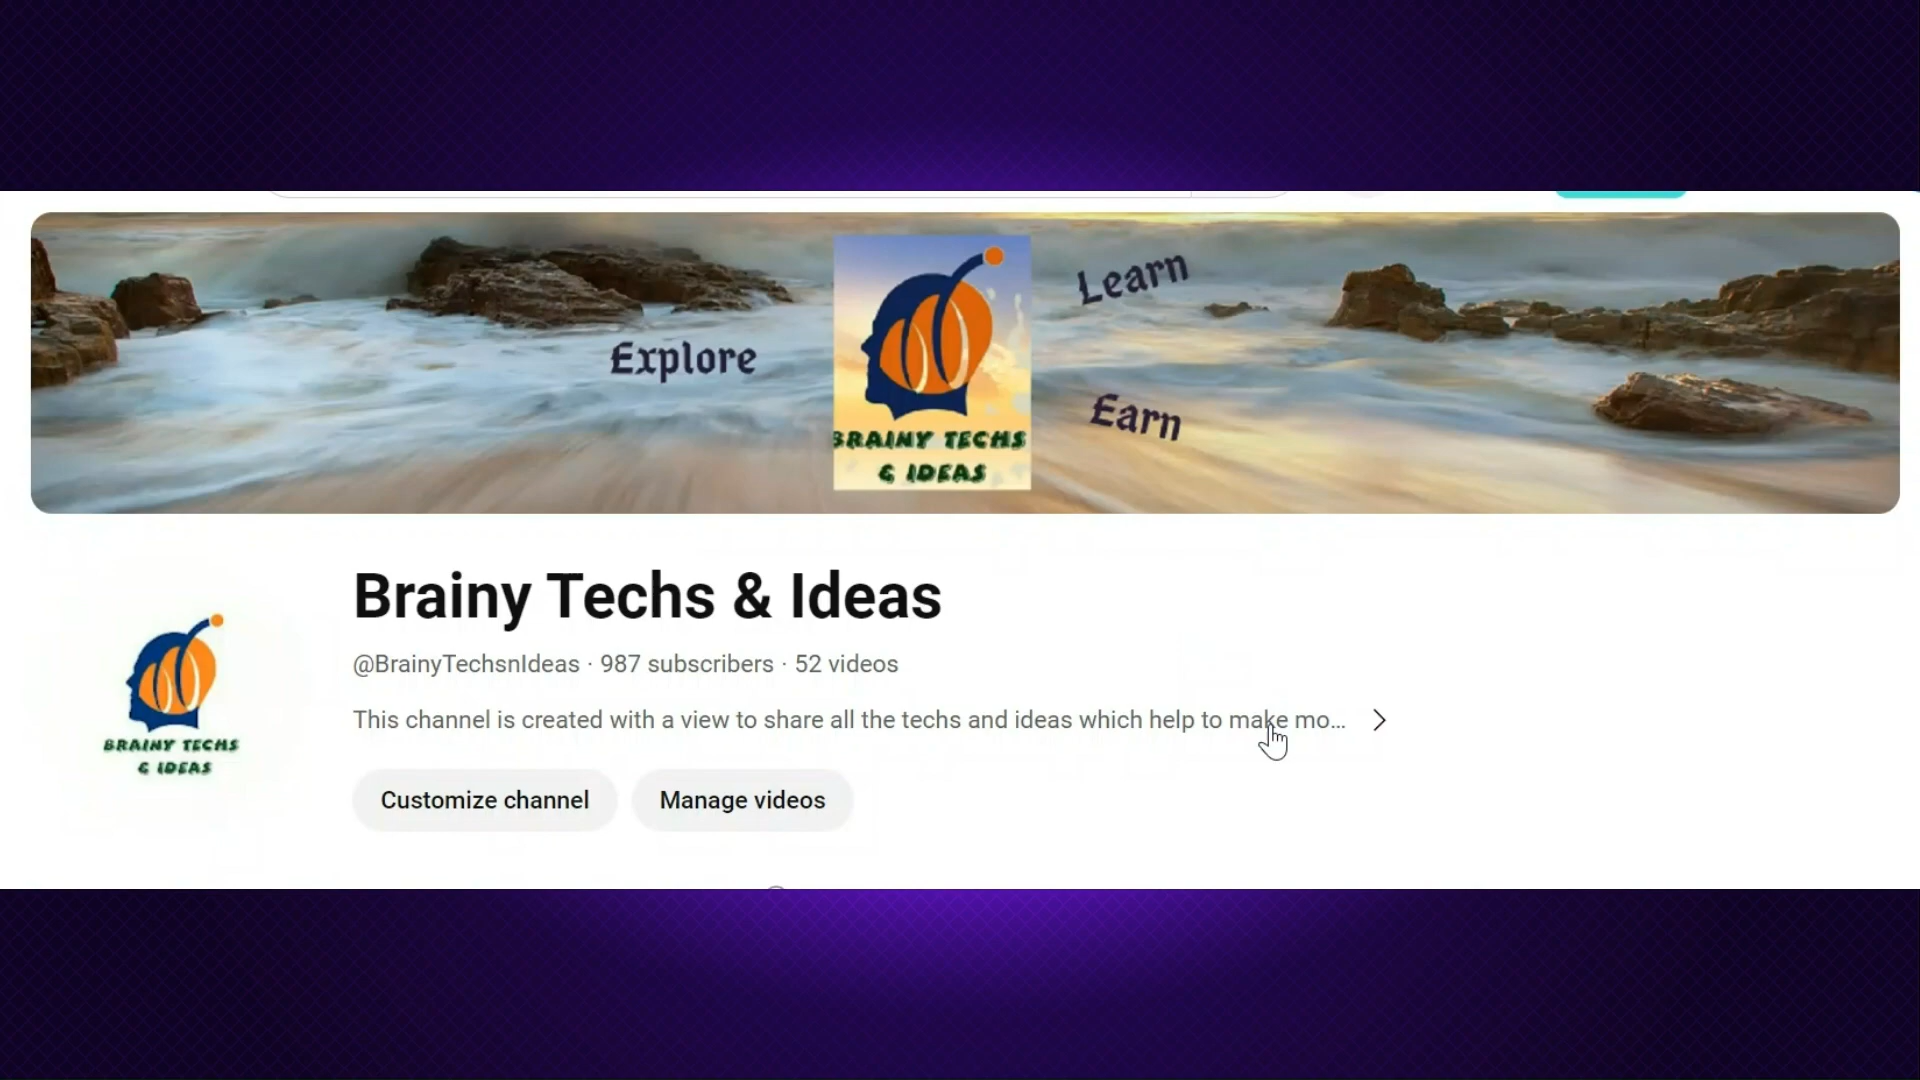 Explore
Learn
Earn
BRAINY TECHS
& IDEAS
Brainy Techs & Ideas
@BrainyTechsnIdeas · 987 subscribers · 52 videos
This channel is created with a view to share all the techs and ideas which help to make mo...
BRAINY TECHS
& IDEAS
Customize channel
Manage videos